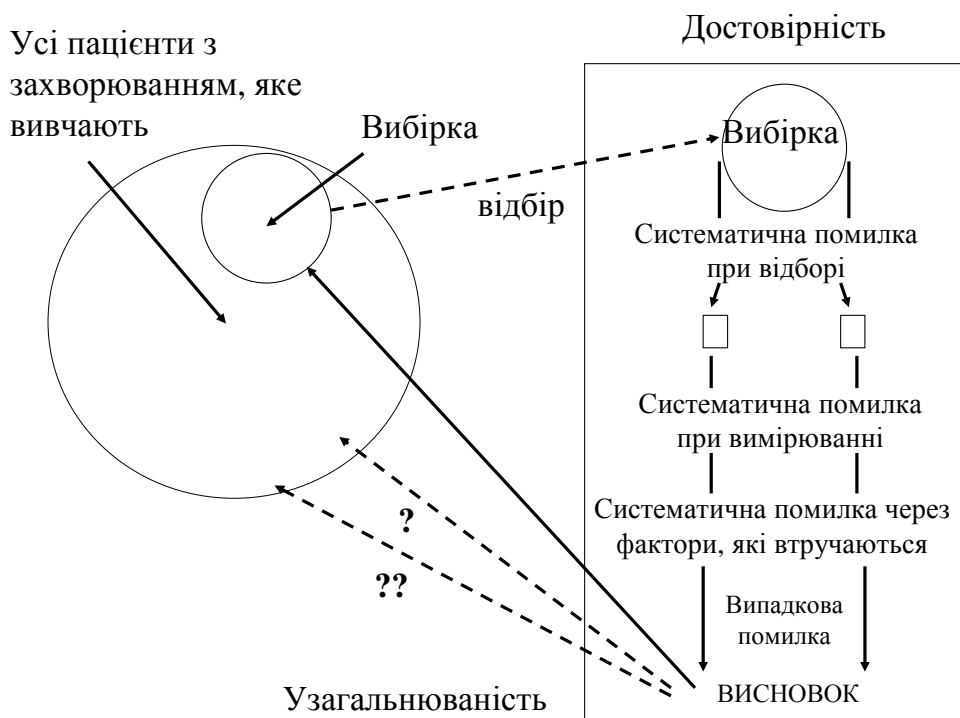 Усі пацієнти з
захворюванням, яке
вивчають
Вибірка
відбір
?
??
Узагальнюваність
Достовірність
Вибірка
Систематична помилка
при відборі
Систематична помилка
при вимірюванні
Систематична помилка через
фактори, які втручаються
Випадкова
помилка
ВИСНОВОК